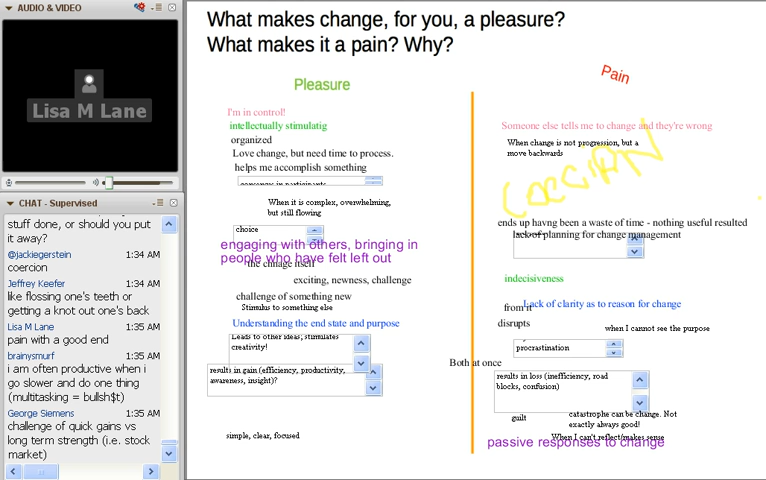 AUDIO & VIDEO
Lisa M Lane
CHAT - Supervised
stuff done, or should you put
it away?
@jackiegerstein 1:34 AM
coercion
Jeffrey Keefer 1:34 AM
like flossing one's teeth or
getting a knot out one's back
Lisa M Lane 1:35 AM
pain with a good end
brainysmurf 1:35 AM
i am often productive when i
go slower and do one thing
(multitasking = bullsh$t)
George Siemens 1:35 AM
challenge of quick gains vs
long term strength (i.e. stock
market)
What makes change, for you, a pleasure?
What makes it a pain? Why?
Pleasure
I'm in control!
intellectually stimulatig
organized
Love change, but need time to process.
helps me accomplish something
consensus in participants
When it is complex, overwhelming,
but still flowing
choice
engaging with others, bringing in
people who have felt left out
the chnage itself
exciting, newness, challenge
challenge of something new
Stimulus to something else
Understanding the end state and purpose
Leads to other ideas; stimulates
creativity!
results in gain (efficiency, productivity,
awareness, insight)?
simple, clear, focused
Pain
Someone else tells me to change and they're wrong
When change is not progression, but a
move backwards
COERCION
ends up havng been a waste of time - nothing useful resulted
lack of planning for change management
indecisiveness
Lack of clarity as to reason for change
from it
disrupts
when I cannot see the purpose
procrastination
Both at once
results in loss (inefficiency, road
blocks, confusion)
guilt
catastrophe can be change. Not
exactly always good!
When I can't reflect/makes sense
passive responses to change